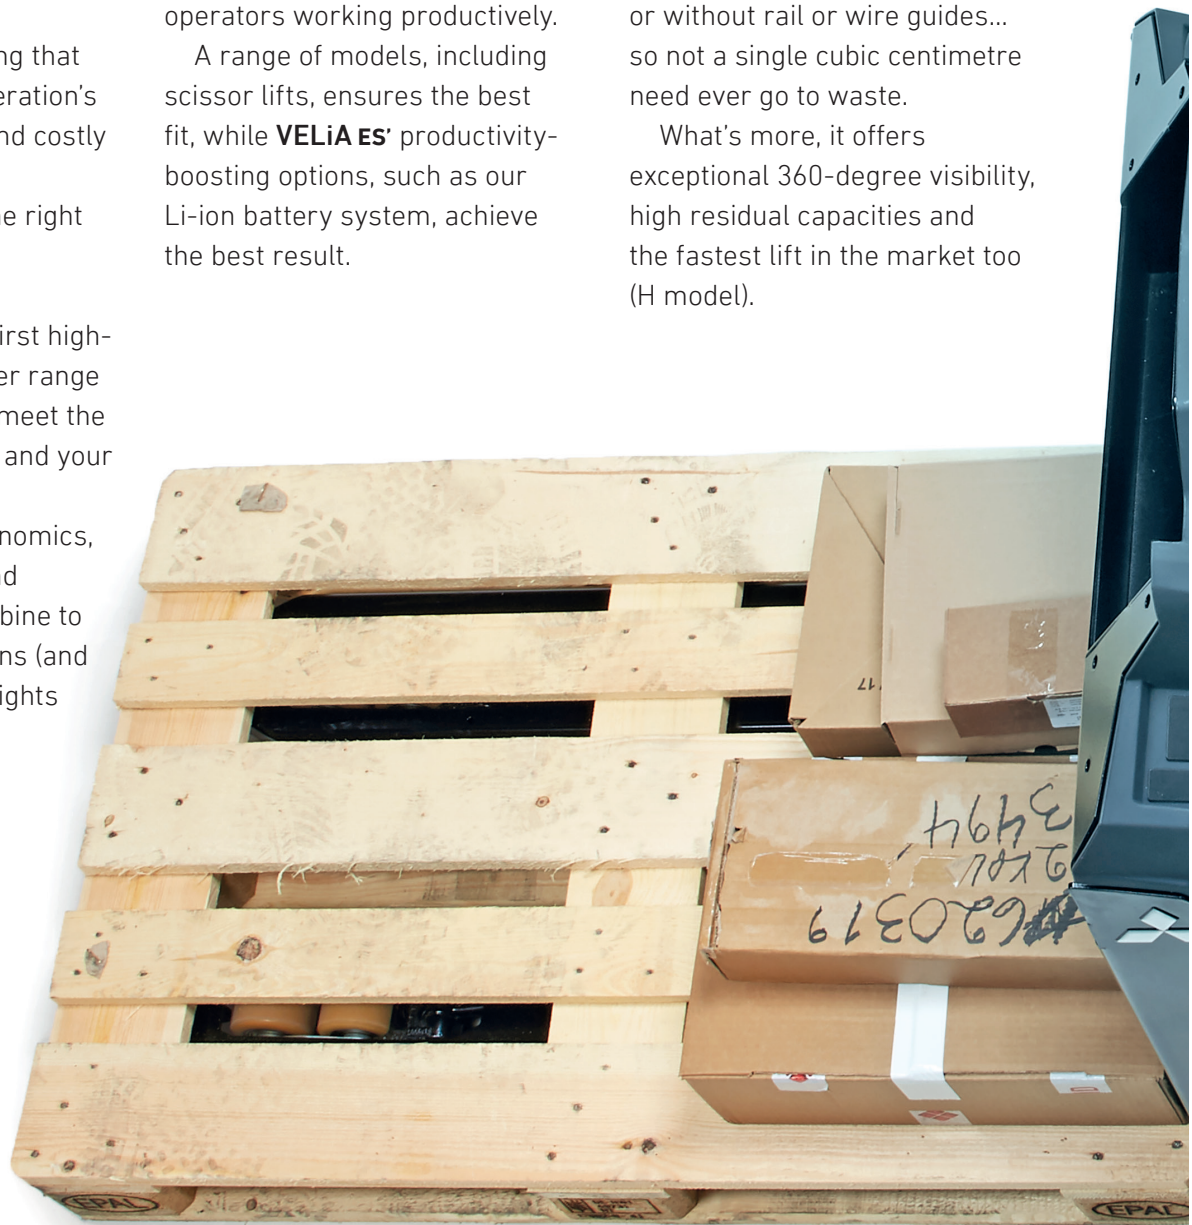 ng that
eration's
nd costly
e right
irst high-
er range
meet the
and your
nomics,
nd
bine to
ns (and
ights
operators working productively.
A range of models, including
scissor lifts, ensures the best
fit, while VELiA ES' productivity-
boosting options, such as our
Li-ion battery system, achieve
the best result.
or without rail or wire guides...
so not a single cubic centimetre
need ever go to waste.
What's more, it offers
exceptional 360-degree visibility,
high residual capacities and
the fastest lift in the market too
(H model).
17
3494
620319
EPAL
EPAL